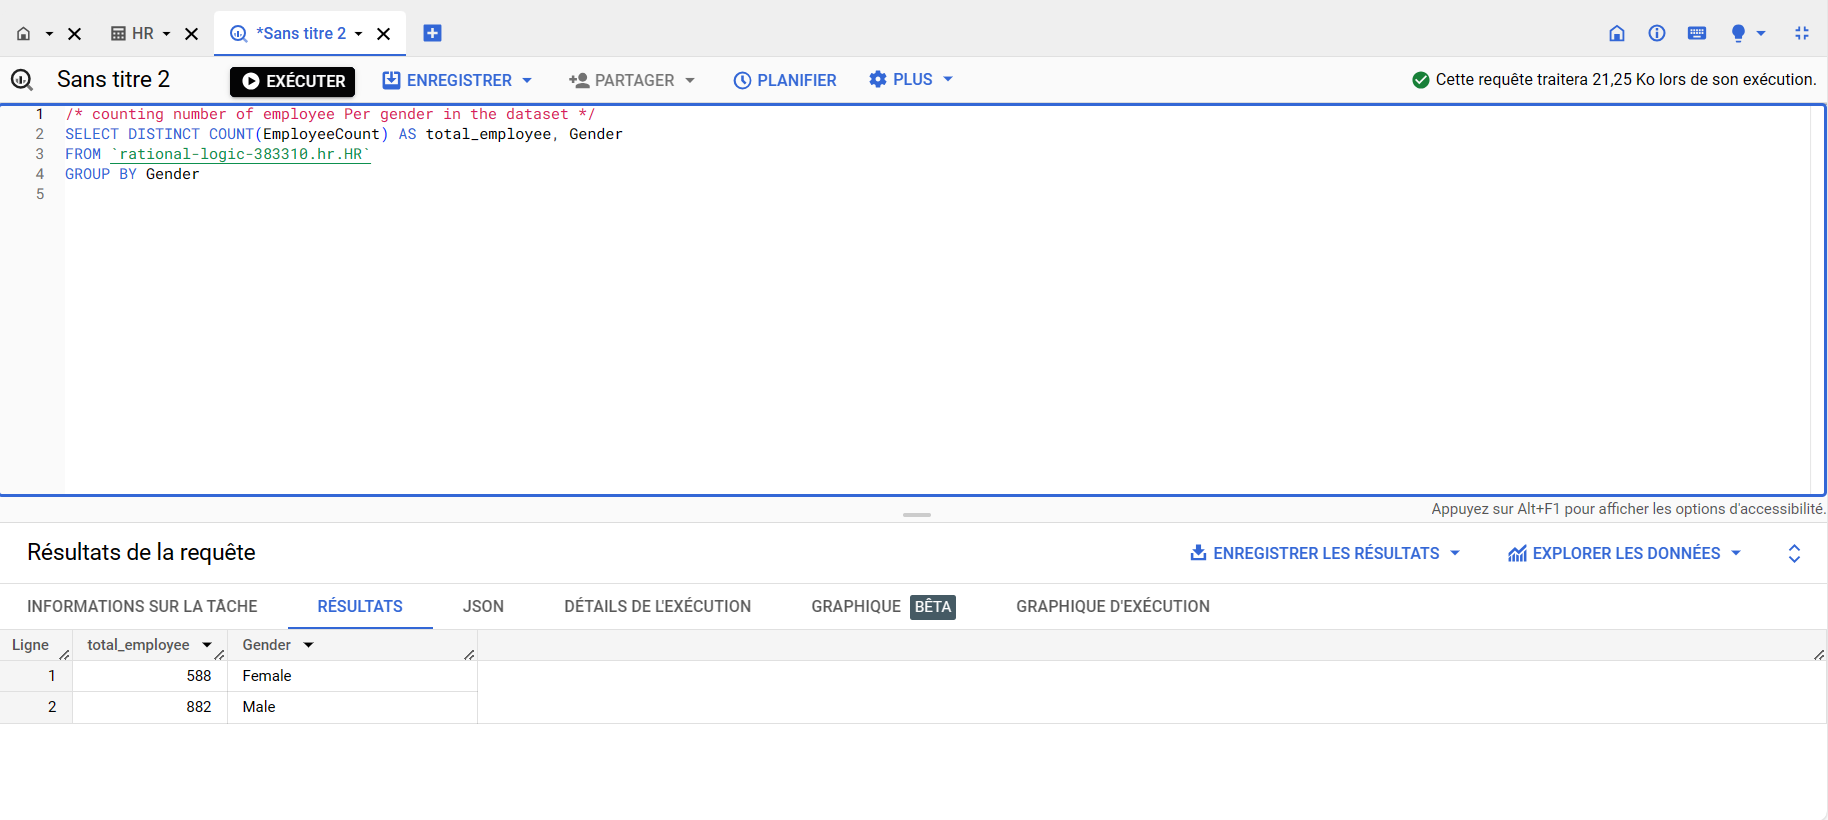 HR
*Sans titre 2
Sans titre 2
EXÉCUTER
ENREGISTRER
PARTAGER
PLANIFIER
PLUS
Cette requête traitera 21,25 Ko lors de son exécution.
1 /* counting number of employee Per gender in the dataset */
2 SELECT DISTINCT COUNT(EmployeeCount) AS total_employee, Gender
3 FROM `rational-logic-383310.hr.HR`
4 GROUP BY Gender
5
Appuyez sur Alt+F1 pour afficher les options d'accessibilité.
Résultats de la requête
ENREGISTRER LES RÉSULTATS
EXPLORER LES DONNÉES
INFORMATIONS SUR LA TÂCHE
RÉSULTATS
JSON
DÉTAILS DE L'EXÉCUTION
GRAPHIQUE BÊTA
GRAPHIQUE D'EXÉCUTION
Ligne total_employee Gender
1 588 Female
2 882 Male